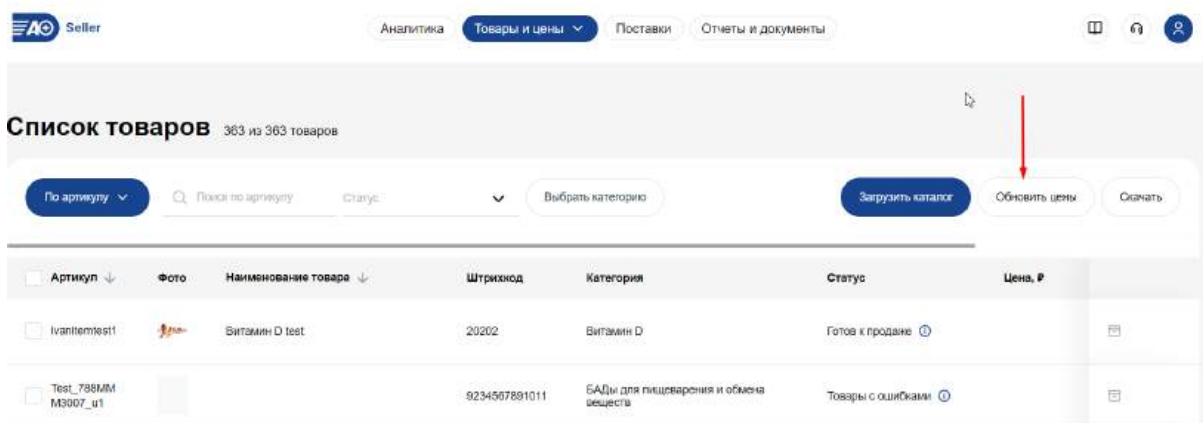 Seller
Аналитика Товары и цены Поставки Отчеты и документы
Список товаров 363 из 363 товаров
По артикулу Поиск по артикулу Статус Выбрать категорию Загрузить каталог Обновить цены Скачать
Артикул Фото Наименование товара Штрихкод Категория Статус Цена, ₽
ivanitemtest1 Витамин D test 20202 Витамин D Готов к продаже
Test_788MM 9234567891011 БАДы для пищеварения и обмена Товары с ошибками
M3007_u1 веществ